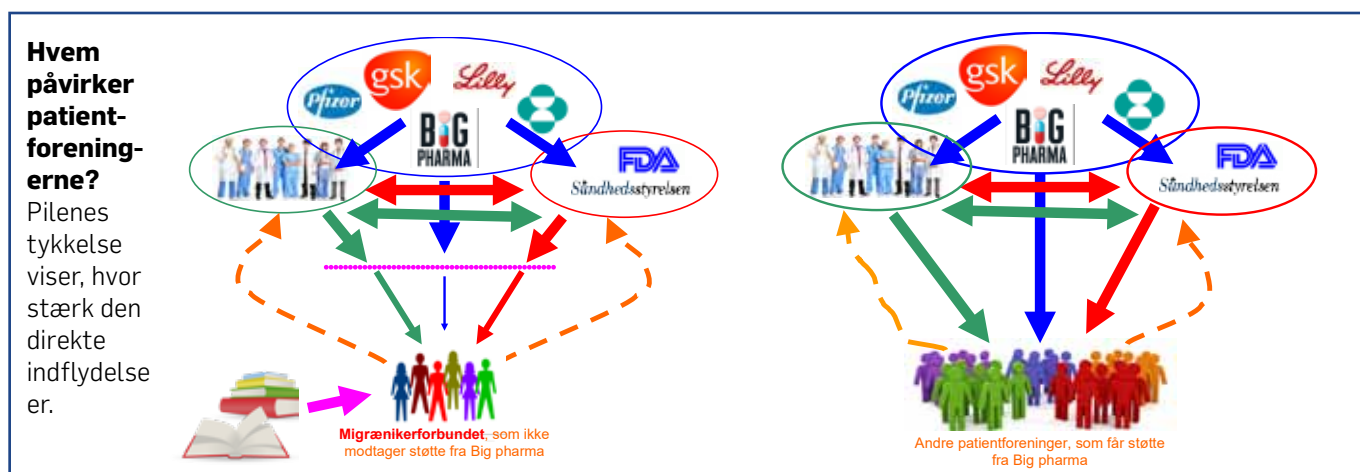 Hvem
påvirker
patient-
forening-
erne?
Pilenes
tykkelse
viser, hvor
stærk den
direkte
indflydelse
er.
gsk
Lilly
Pfizer
BIG
PHARMA
FDA
Sundhedsstyrelsen
Migrænikerforbundet, som ikke
modtager støtte fra Big pharma
gsk
Lilly
Pfizer
BIG
PHARMA
FDA
Sundhedsstyrelsen
Andre patientforeninger, som får støtte
fra Big pharma